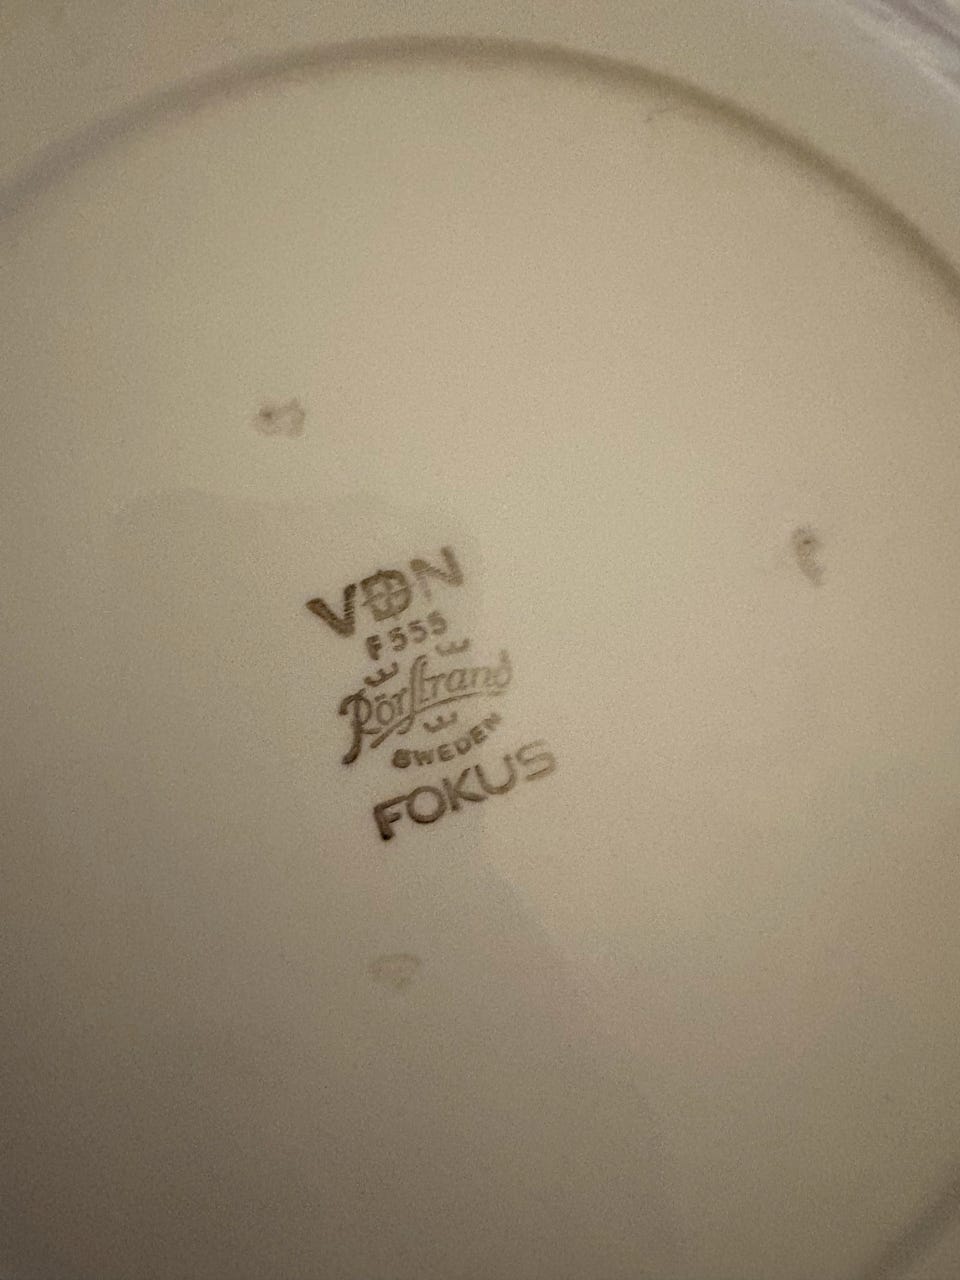 VDN
F555
Rörstrand
SWEDEN
FOKUS